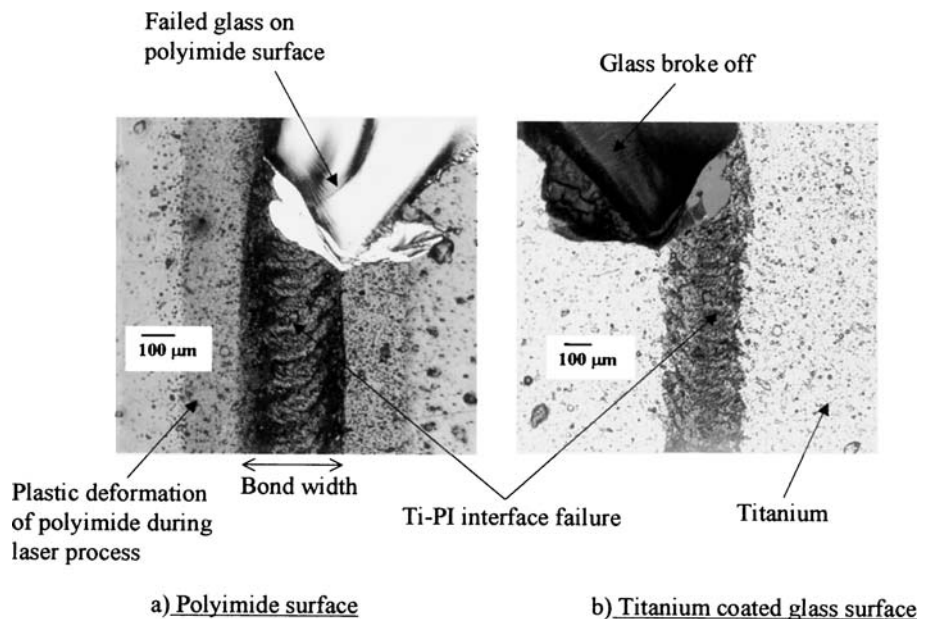 Failed glass on
polyimide surface
Glass broke off
100 μm
100 μm
Bond width
Plastic deformation
of polyimide during
laser process
Ti-PI interface failure
Titanium
a) Polyimide surface
b) Titanium coated glass surface